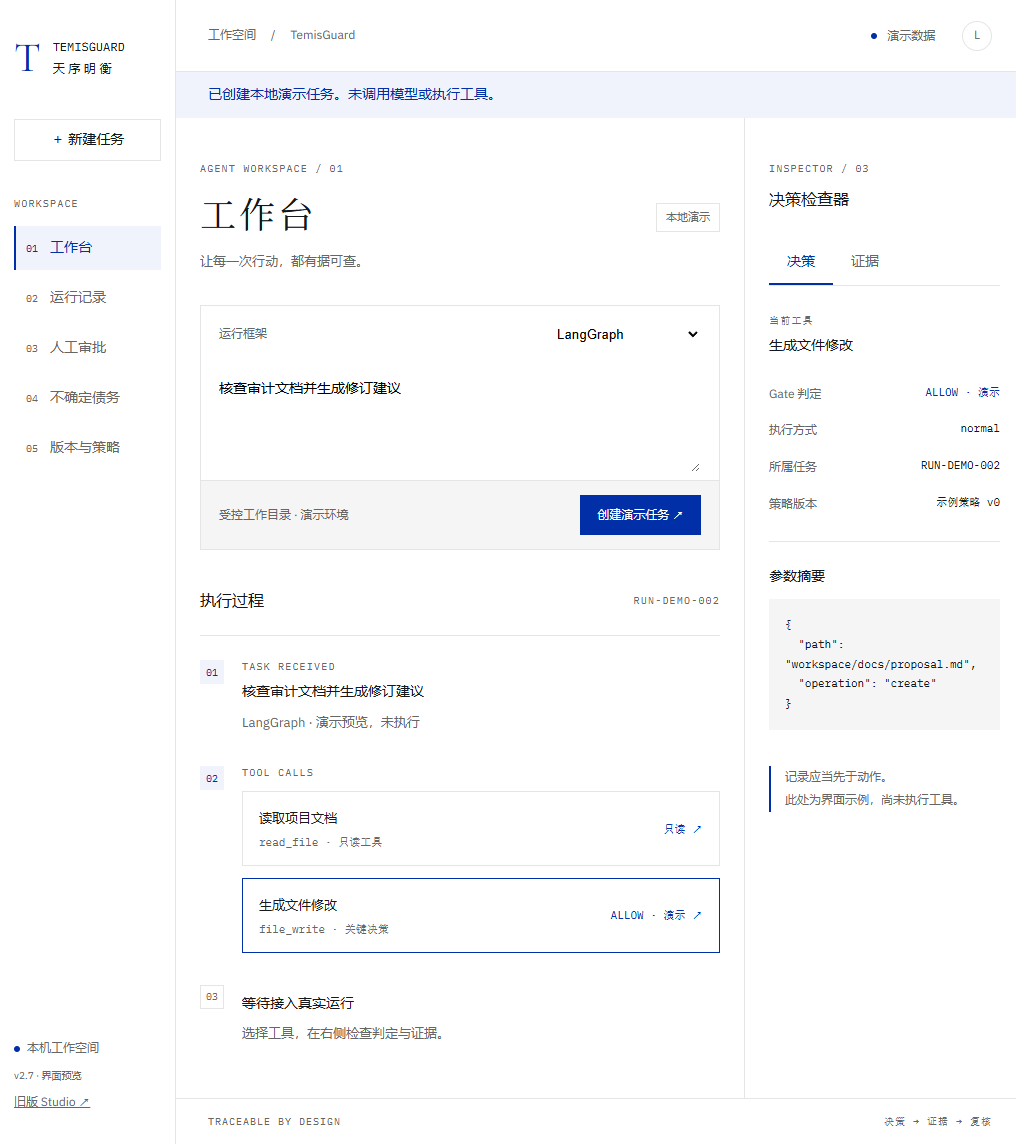 T
TEMISGUARD
天序明衡
+ 新建任务
WORKSPACE
01 工作台
02 运行记录
03 人工审批
04 不确定债务
05 版本与策略
本机工作空间
v2.7 · 界面预览
旧版 Studio ↗
工作空间 / TemisGuard
演示数据
L
已创建本地演示任务。未调用模型或执行工具。
AGENT WORKSPACE / 01
工作台
本地演示
让每一次行动，都有据可查。
运行框架
LangGraph
核查审计文档并生成修订建议
受控工作目录 · 演示环境
创建演示任务 ↗
执行过程
RUN-DEMO-002
01
TASK RECEIVED
核查审计文档并生成修订建议
LangGraph · 演示预览，未执行
02
TOOL CALLS
读取项目文档
read_file · 只读工具
只读 ↗
生成文件修改
file_write · 关键决策
ALLOW · 演示 ↗
03
等待接入真实运行
选择工具，在右侧检查判定与证据。
INSPECTOR / 03
决策检查器
决策 证据
当前工具
生成文件修改
Gate 判定 ALLOW · 演示
执行方式 normal
所属任务 RUN-DEMO-002
策略版本 示例策略 v0
参数摘要
{
"path":
"workspace/docs/proposal.md",
"operation": "create"
}
记录应当先于动作。
此处为界面示例，尚未执行工具。
TRACEABLE BY DESIGN
决策 → 证据 → 复核